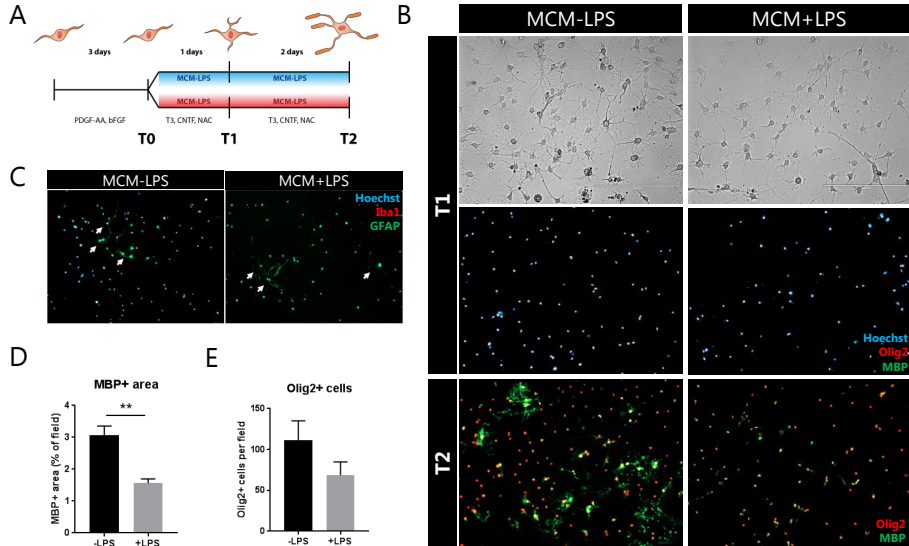 A
3 days
1 days
2 days
MCM-LPS
MCM-LPS
MCM-LPS
MCM-LPS
PDGF-AA, bFGF
T3, CNTF, NAC
T3, CNTF, NAC
T0
T1
T2
B
MCM-LPS
MCM+LPS
T1
Hoechst
Olig2
MBP
T2
Olig2
MBP
C
MCM-LPS
MCM+LPS
Hoechst
Iba1
GFAP
D
MBP+ area
MBP+ area (% of field)
4
3
2
1
0
**
-LPS
+LPS
E
Olig2+ cells
Olig2+ cells per field
150
100
50
0
-LPS
+LPS